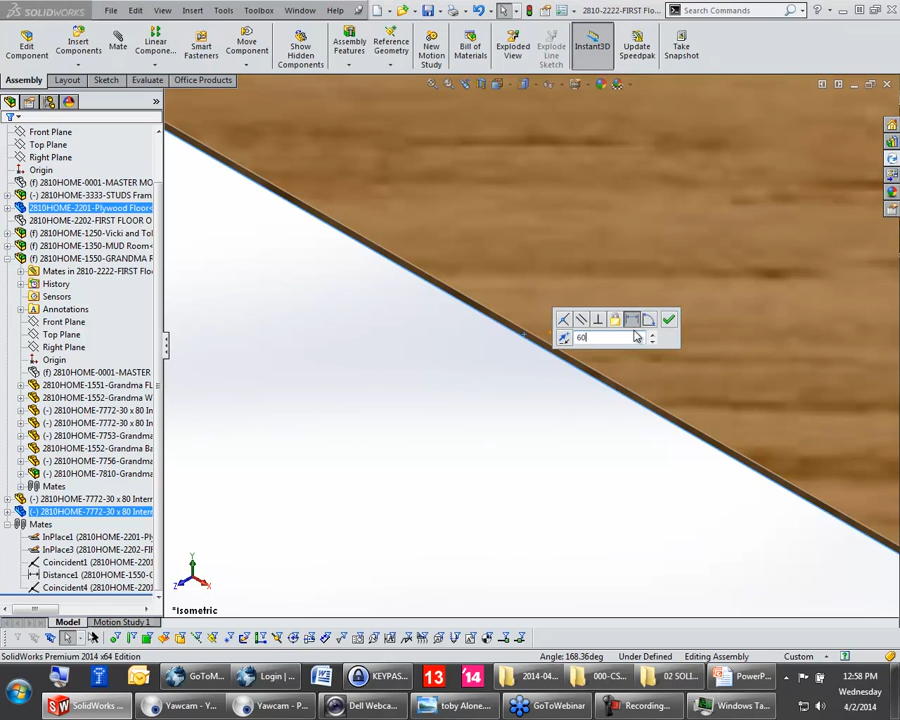 SOLIDWORKS
File Edit View Insert Tools Toolbox Window Help
2810-2222-FIRST Flo...
Search Commands
Edit Component
Insert Components
Mate
Linear Componen...
Smart Fasteners
Move Component
Show Hidden Components
Assembly Features
Reference Geometry
New Motion Study
Bill of Materials
Exploded View
Explode Line Sketch
Instant3D
Update Speedpak
Take Snapshot
Assembly Layout Sketch Evaluate Office Products
Front Plane
Top Plane
Right Plane
Origin
(f) 2810HOME-0001-MASTER MO
(-) 2810HOME-3333-STUDS Fram
2810HOME-2201-Plywood Floor<
2810HOME-2202-FIRST FLOOR O
(f) 2810HOME-1250-Vicki and Tol
(f) 2810HOME-1350-MUD Room<
(f) 2810HOME-1550-GRANDMA F
Mates in 2810-2222-FIRST Floo
History
Sensors
Annotations
Front Plane
Top Plane
Right Plane
Origin
(f) 2810HOME-0001-MASTER
2810HOME-1551-Grandma FL
2810HOME-1552-Grandma W
(-) 2810HOME-7772-30 x 80 In
(-) 2810HOME-7772-30 x 80 In
(-) 2810HOME-7753-Grandma
2810HOME-1552-Grandma Ba
(-) 2810HOME-7756-Grandma
(-) 2810HOME-7810-Grandma
Mates
(-) 2810HOME-7772-30 x 80 Intern
(-) 2810HOME-7772-30 x 80 Intern
Mates
InPlace1 (2810HOME-2201-Pl
InPlace3 (2810HOME-2202-FI
Coincident1 (2810HOME-2201
Distance1 (2810HOME-1550-G
Coincident4 (2810HOME-2201
60
Y
X
Z
*Isometric
Model Motion Study 1
SolidWorks Premium 2014 x64 Edition
Angle: 168.36deg Under Defined Editing Assembly Custom
GoToM...
Login | ...
KEYPAS...
13
'14
2014-04...
000-CS...
02 SOLI...
PowerP...
12:58 PM
Wednesday
4/2/2014
SolidWorks ...
Yawcam - Y...
Yawcam - P...
Dell Webca...
toby Alone...
GoToWebinar
Recording...
Windows Ta...